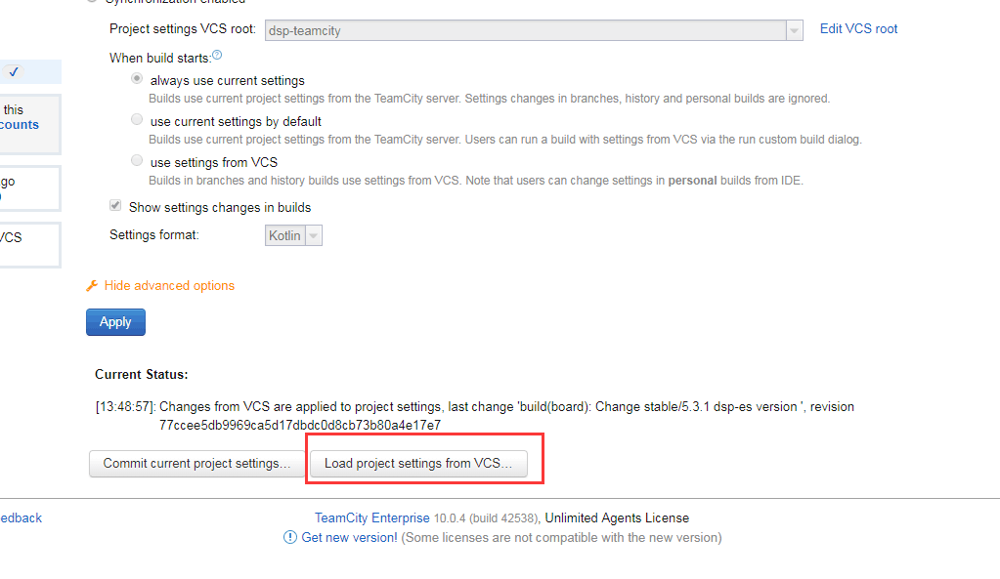 Synchronization enabled
Project settings VCS root: dsp-teamcity Edit VCS root
When build starts:
always use current settings
Builds use current project settings from the TeamCity server. Settings changes in branches, history and personal builds are ignored.
use current settings by default
Builds use current project settings from the TeamCity server. Users can run a build with settings from VCS via the run custom build dialog.
use settings from VCS
Builds in branches and history builds use settings from VCS. Note that users can change settings in personal builds from IDE.
Show settings changes in builds
Settings format: Kotlin
this
counts
go
VCS
Hide advanced options
Apply
Current Status:
[13:48:57]: Changes from VCS are applied to project settings, last change 'build(board): Change stable/5.3.1 dsp-es version ', revision
77ccee5db9969ca5d17dbdc0d8cb73b80a4e17e7
Commit current project settings... Load project settings from VCS...
edback
TeamCity Enterprise 10.0.4 (build 42538), Unlimited Agents License
Get new version! (Some licenses are not compatible with the new version)